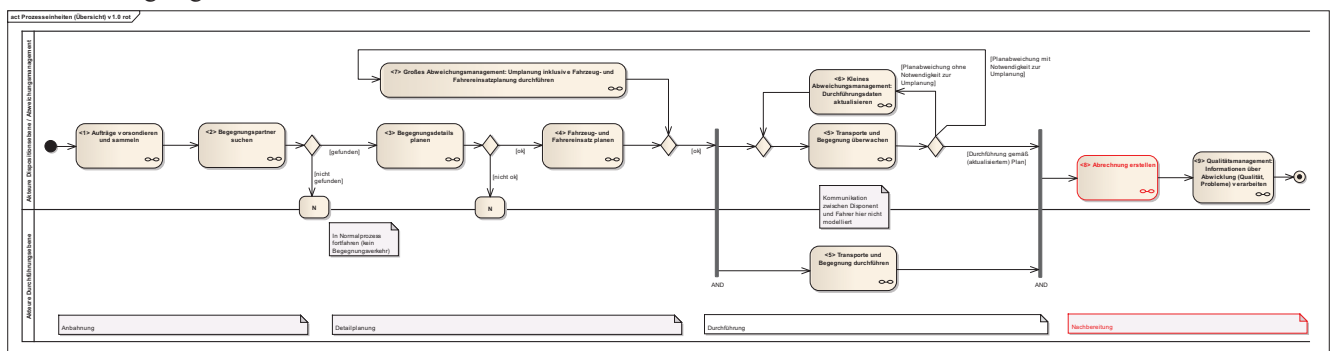 act Prozesseinheiten (Übersicht) v1.0 rot
Akteure Dispositionsebene / Abweichungsmanagement
<7> Großes Abweichungsmanagement: Umplanung inklusive Fahrzeug- und
Fahrereinsatzplanung durchführen
<6> Kleines
Abweichungsmanagement:
Durchführungsdaten
aktualisieren
[Planabweichung ohne
Notwendigkeit zur
Umplanung]
[Planabweichung mit
Notwendigkeit zur
Umplanung]
<1> Aufträge vorsondieren
und sammeln
<2> Begegnungspartner
suchen
[gefunden]
[nicht
gefunden]
<3> Begegnungsdetails
planen
[ok]
[nicht ok]
<4> Fahrzeug- und
Fahrereinsatz planen
[ok]
<5> Transporte und
Begegnung überwachen
[Durchführung gemäß
(aktualisiertem) Plan]
<8> Abrechnung erstellen
<9> Qualitätsmanagement:
Informationen über
Abwicklung (Qualität,
Probleme) verarbeiten
N
N
Kommunikation
zwischen Disponent
und Fahrer hier nicht
modelliert
Akteure Durchführungsebene
In Normalprozess
fortfahren (kein
Begegnungsverkehr)
<5> Transporte und
Begegnung durchführen
AND
AND
Anbahnung
Detailplanung
Durchführung
Nachbereitung